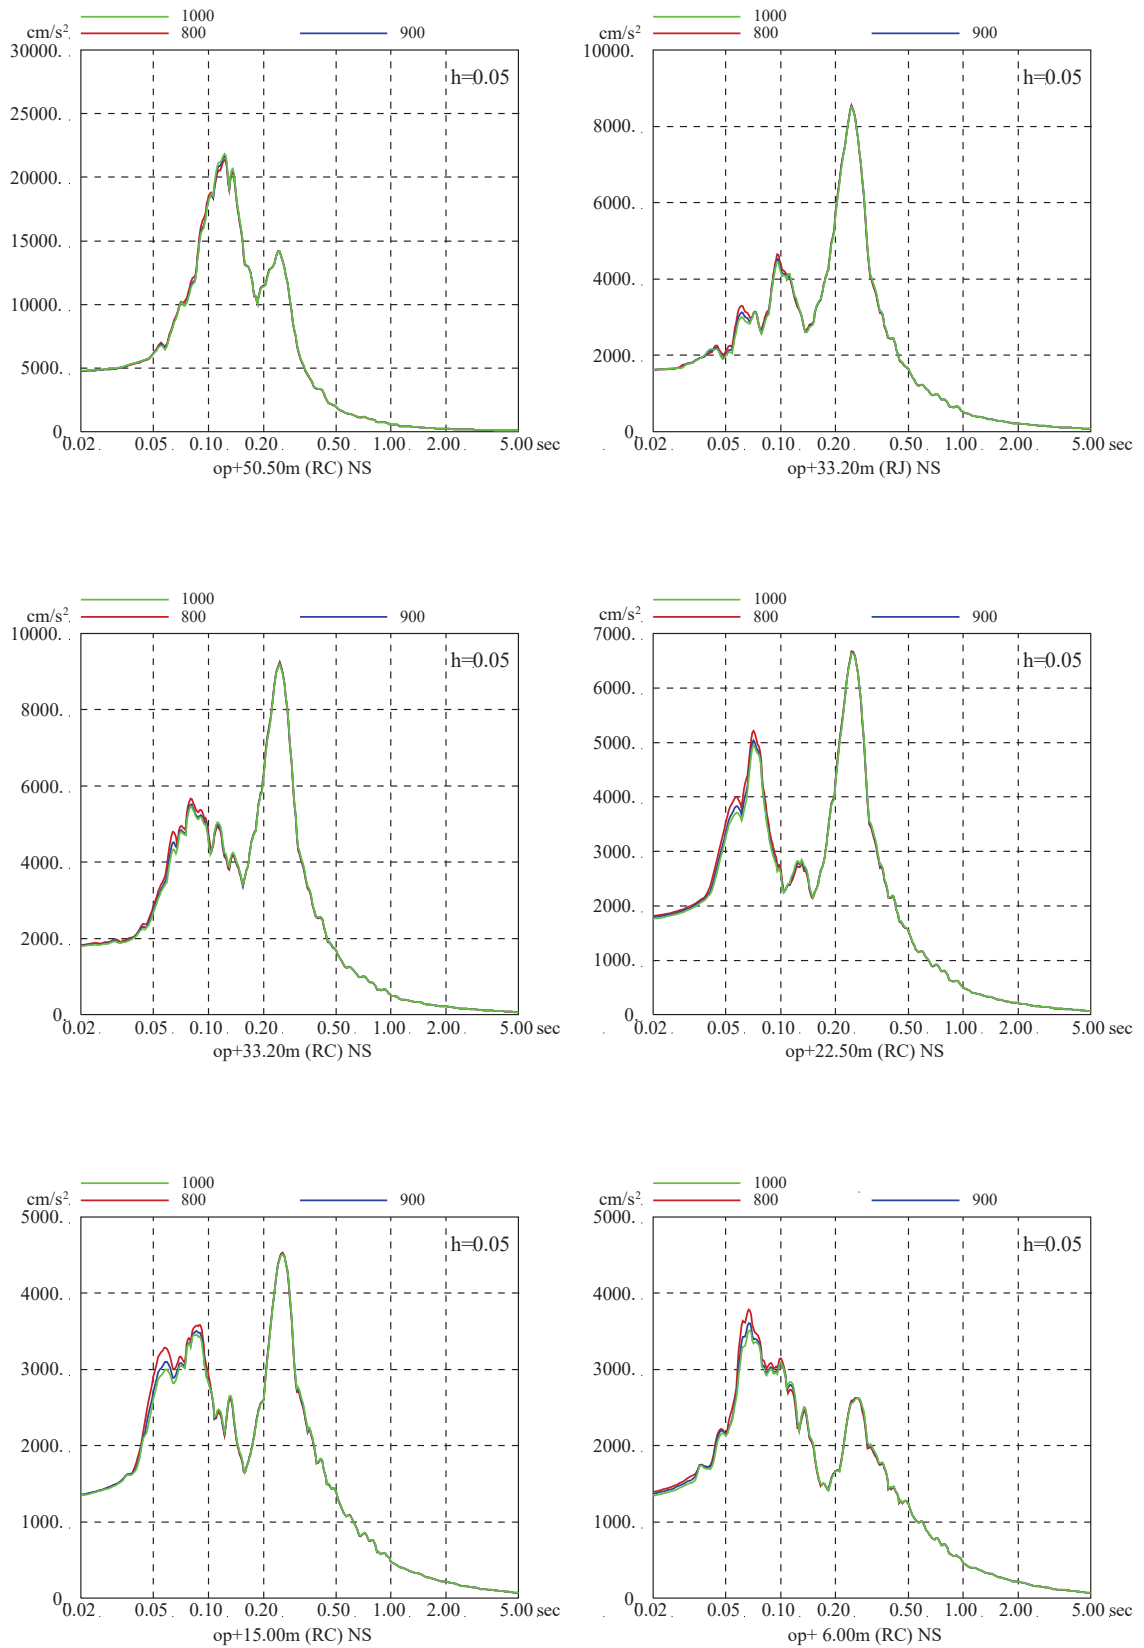 1000
cm/s² 800 900
30000.
h=0.05
25000.
20000.
15000.
10000.
5000.
0.
0.02 0.05 0.10 0.20 0.50 1.00 2.00 5.00 sec
op+50.50m (RC) NS
1000
cm/s² 800 900
10000.
h=0.05
8000.
6000.
4000.
2000.
0.
0.02 0.05 0.10 0.20 0.50 1.00 2.00 5.00 sec
op+33.20m (RJ) NS
1000
cm/s² 800 900
10000.
h=0.05
8000.
6000.
4000.
2000.
0.
0.02 0.05 0.10 0.20 0.50 1.00 2.00 5.00 sec
op+33.20m (RC) NS
1000
cm/s² 800 900
7000.
h=0.05
6000.
5000.
4000.
3000.
2000.
1000.
0.
0.02 0.05 0.10 0.20 0.50 1.00 2.00 5.00 sec
op+22.50m (RC) NS
1000
cm/s² 800 900
5000.
h=0.05
4000.
3000.
2000.
1000.
0.
0.02 0.05 0.10 0.20 0.50 1.00 2.00 5.00 sec
op+15.00m (RC) NS
1000
cm/s² 800 900
5000.
h=0.05
4000.
3000.
2000.
1000.
0.
0.02 0.05 0.10 0.20 0.50 1.00 2.00 5.00 sec
op+ 6.00m (RC) NS